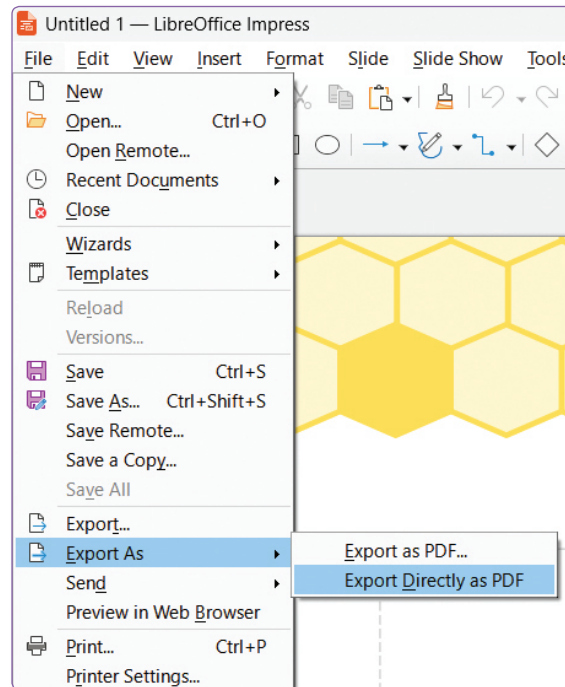 Untitled 1 — LibreOffice Impress
File Edit View Insert Format Slide Slide Show Tools
New
Open... Ctrl+O
Open Remote...
Recent Documents
Close
Wizards
Templates
Reload
Versions...
Save Ctrl+S
Save As... Ctrl+Shift+S
Save Remote...
Save a Copy...
Save All
Export...
Export As
Export as PDF...
Export Directly as PDF
Send
Preview in Web Browser
Print... Ctrl+P
Printer Settings...